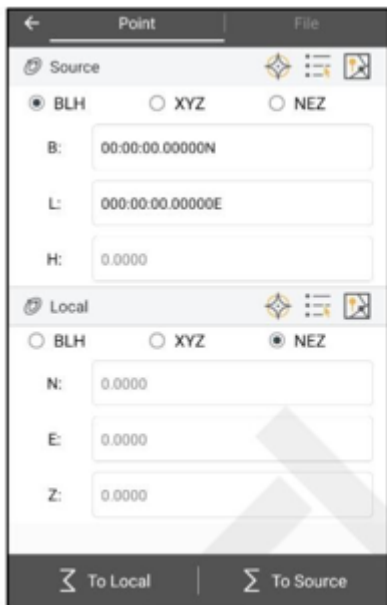 Point File
Source
BLH XYZ NEZ
B: 00:00:00.00000N
L: 000:00:00.00000E
H: 0.0000
Local
BLH XYZ NEZ
N: 0.0000
E: 0.0000
Z: 0.0000
To Local To Source